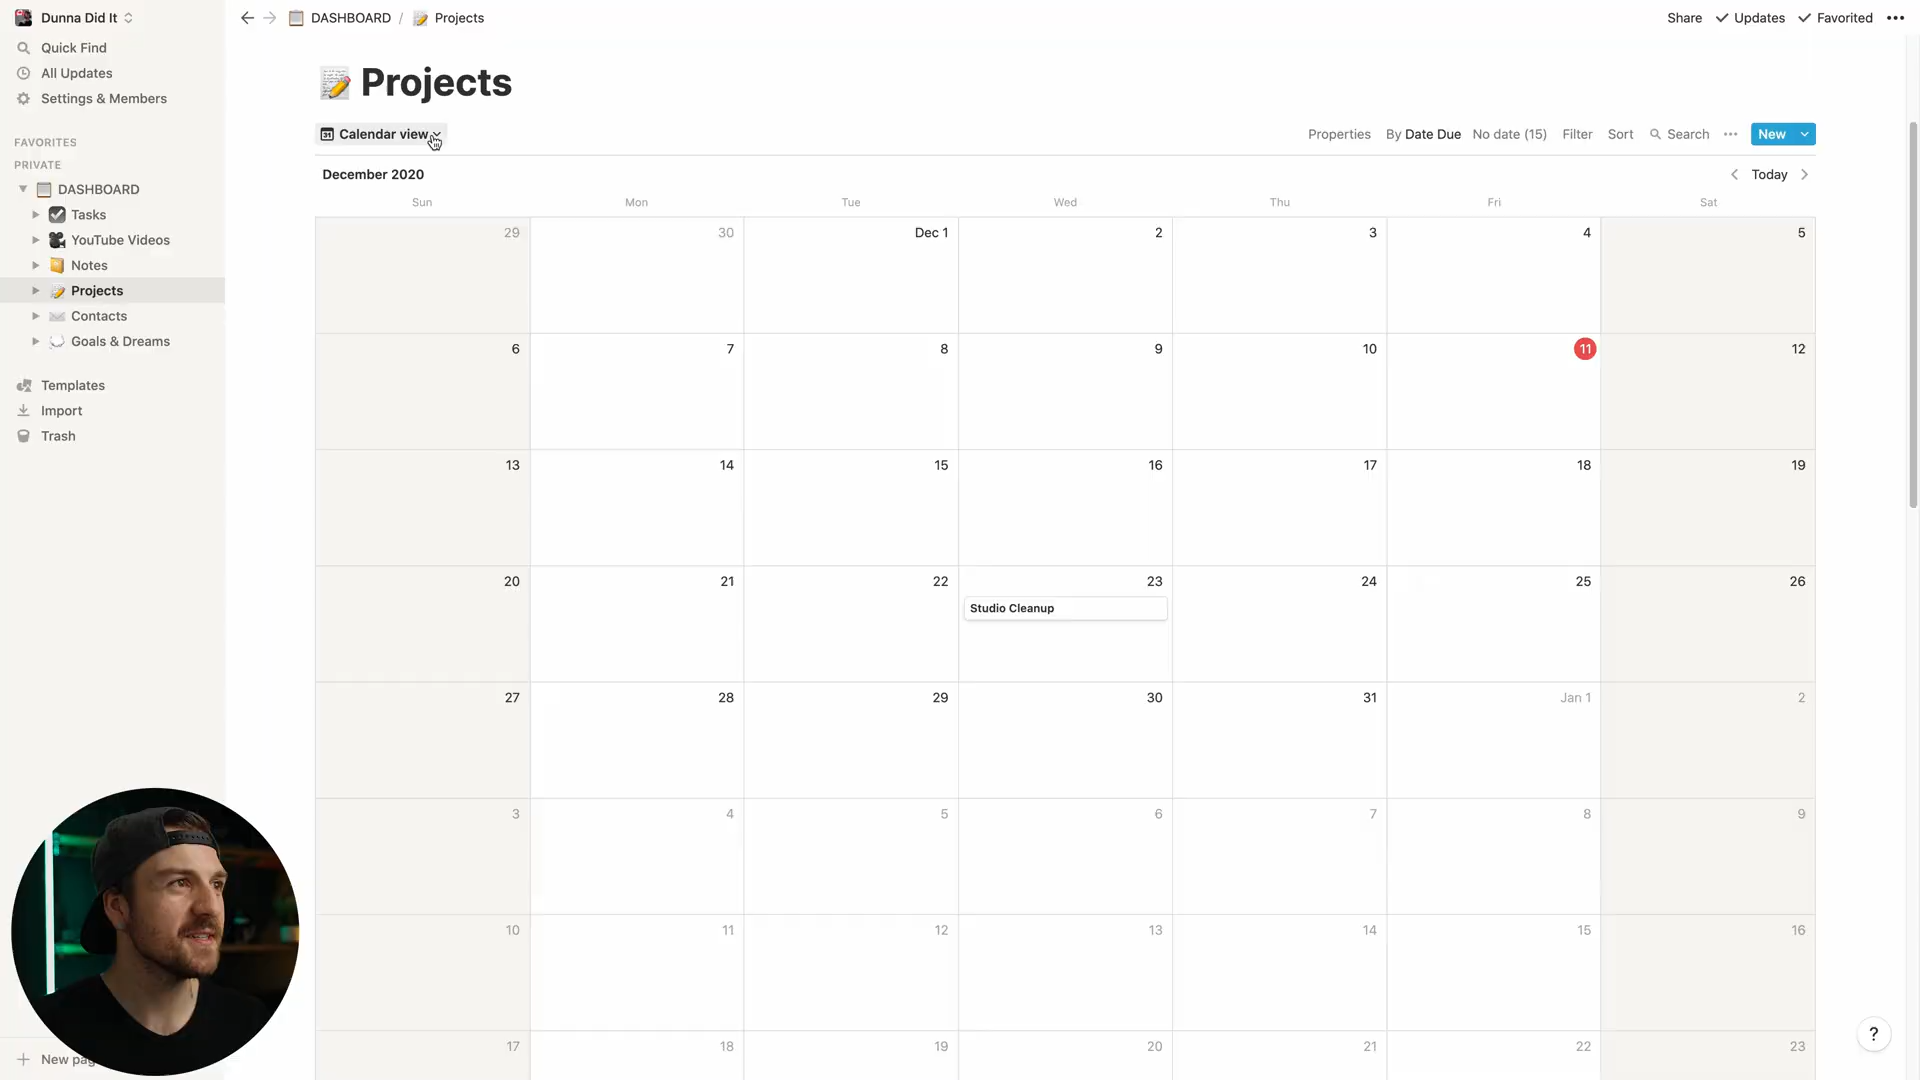 Dunna Did It
Quick Find
All Updates
Settings & Members
FAVORITES
PRIVATE
DASHBOARD
Tasks
YouTube Videos
Notes
Projects
Contacts
Goals & Dreams
Templates
Import
Trash
New pag
DASHBOARD / Projects
Share Updates Favorited
Projects
Calendar view
Properties By Date Due No date (15) Filter Sort Search New
December 2020
Today
Sun Mon Tue Wed Thu Fri Sat
29 30 Dec 1 2 3 4 5
6 7 8 9 10 11 12
13 14 15 16 17 18 19
20 21 22 23 24 25 26
Studio Cleanup
27 28 29 30 31 Jan 1 2
3 4 5 6 7 8 9
10 11 12 13 14 15 16
17 18 19 20 21 22 23
?